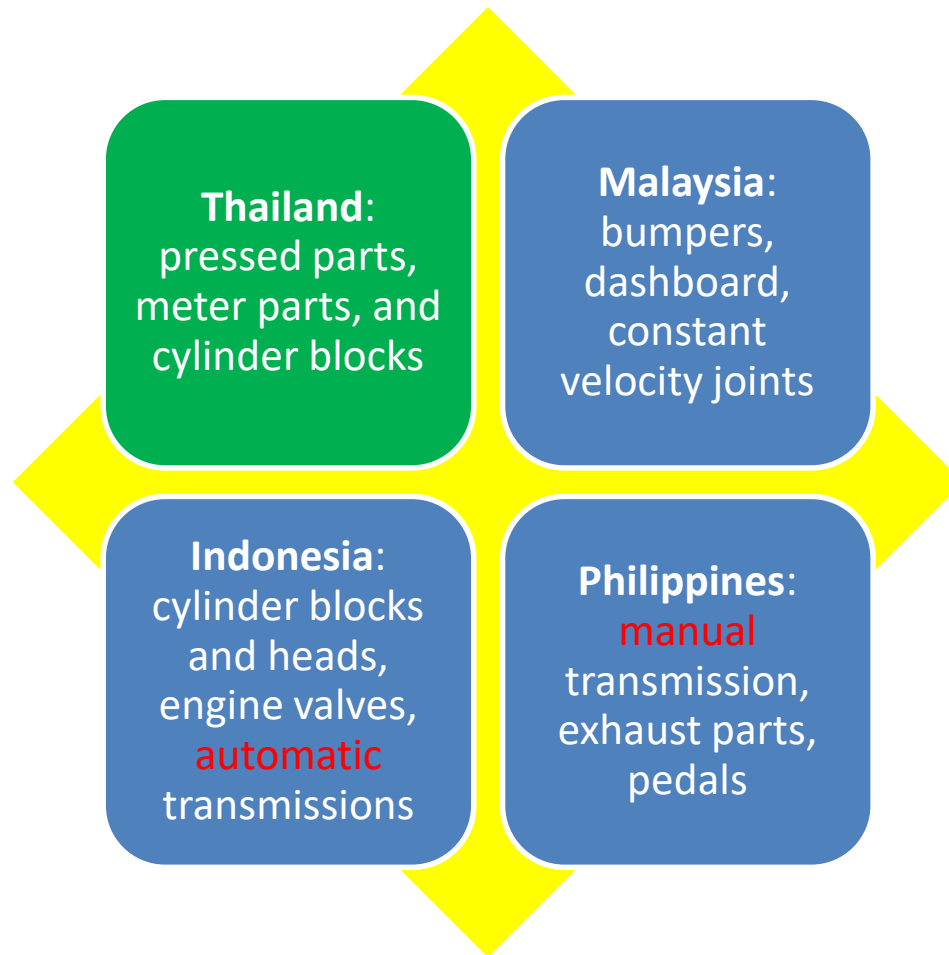 Thailand:
pressed parts,
meter parts, and
cylinder blocks
Malaysia:
bumpers,
dashboard,
constant
velocity joints
Indonesia:
cylinder blocks
and heads,
engine valves,
automatic
transmissions
Philippines:
manual
transmission,
exhaust parts,
pedals